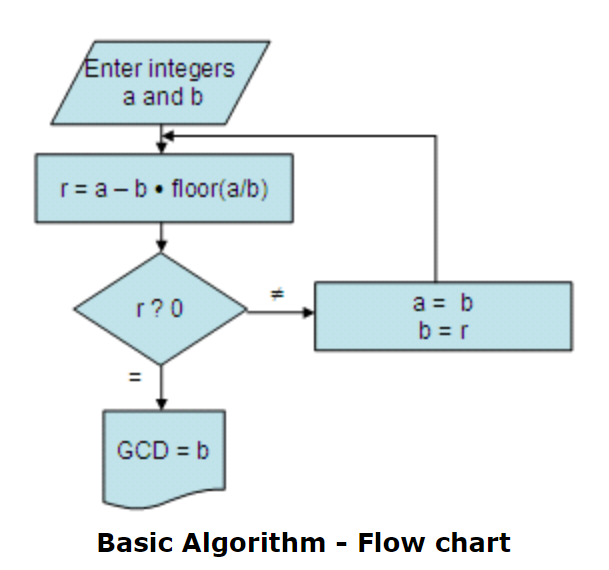 Enter integers
a and b
r = a – b • floor(a/b)
r ? 0
≠
a =  b
b = r
=
GCD = b
Basic Algorithm - Flow chart